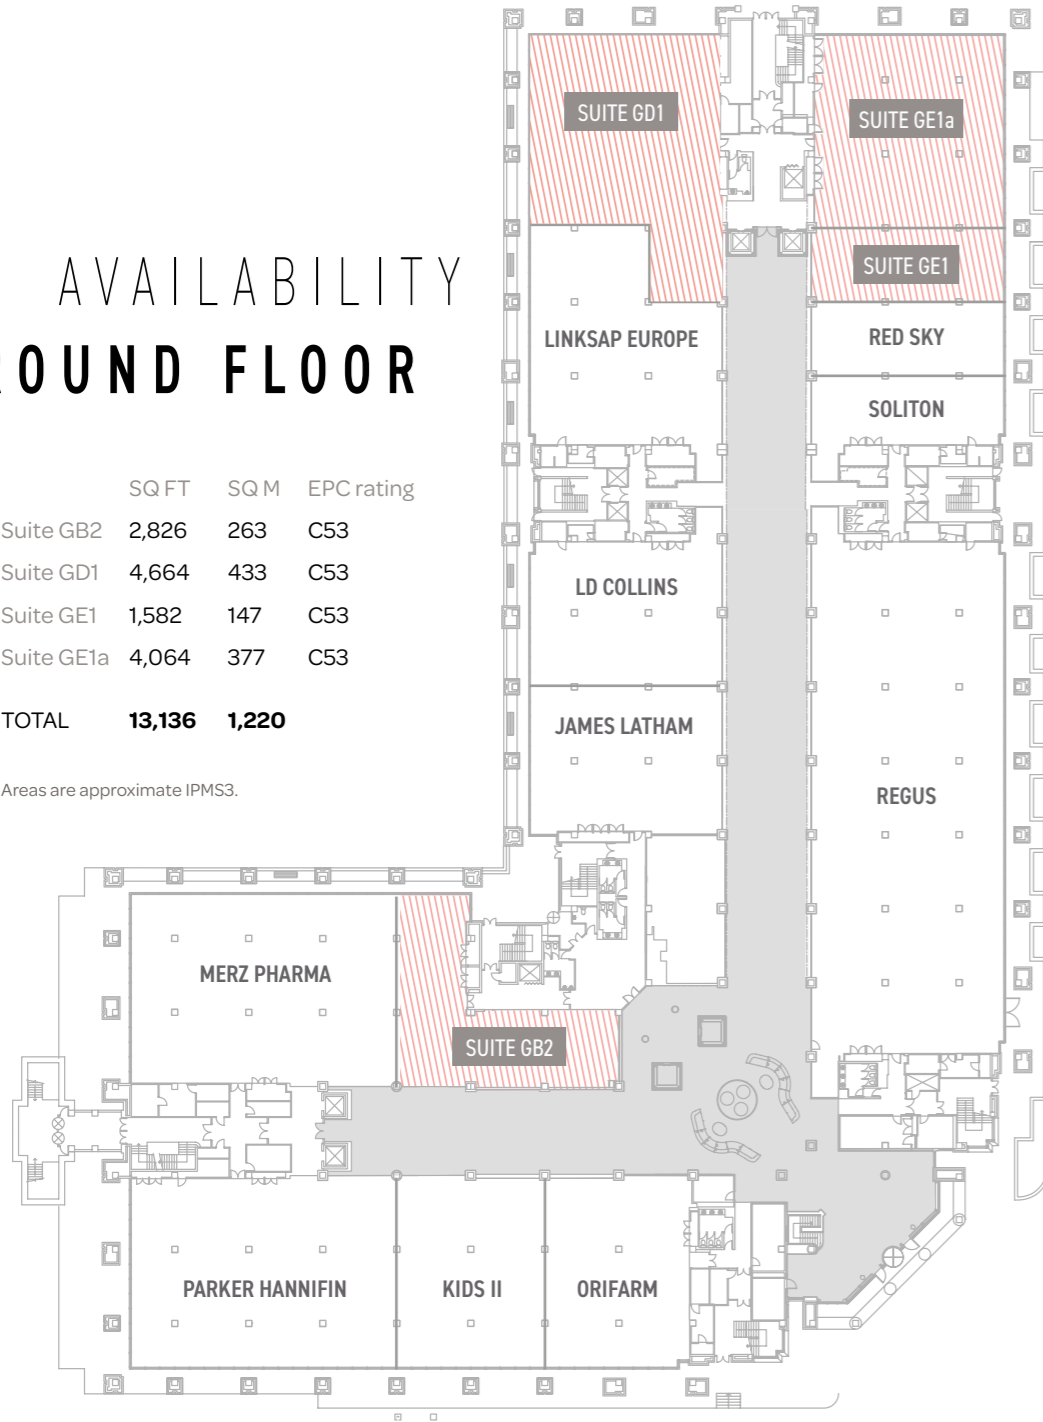 AVAILABILITY
ROUND FLOOR
SQ FT SQ M EPC rating
Suite GB2 2,826 263 C53
Suite GD1 4,664 433 C53
Suite GE1 1,582 147 C53
Suite GE1a 4,064 377 C53
TOTAL 13,136 1,220
Areas are approximate IPMS3.
SUITE GD1
SUITE GE1a
SUITE GE1
LINKSAP EUROPE
RED SKY
SOLITON
LD COLLINS
JAMES LATHAM
REGUS
MERZ PHARMA
SUITE GB2
PARKER HANNIFIN
KIDS II
ORIFARM